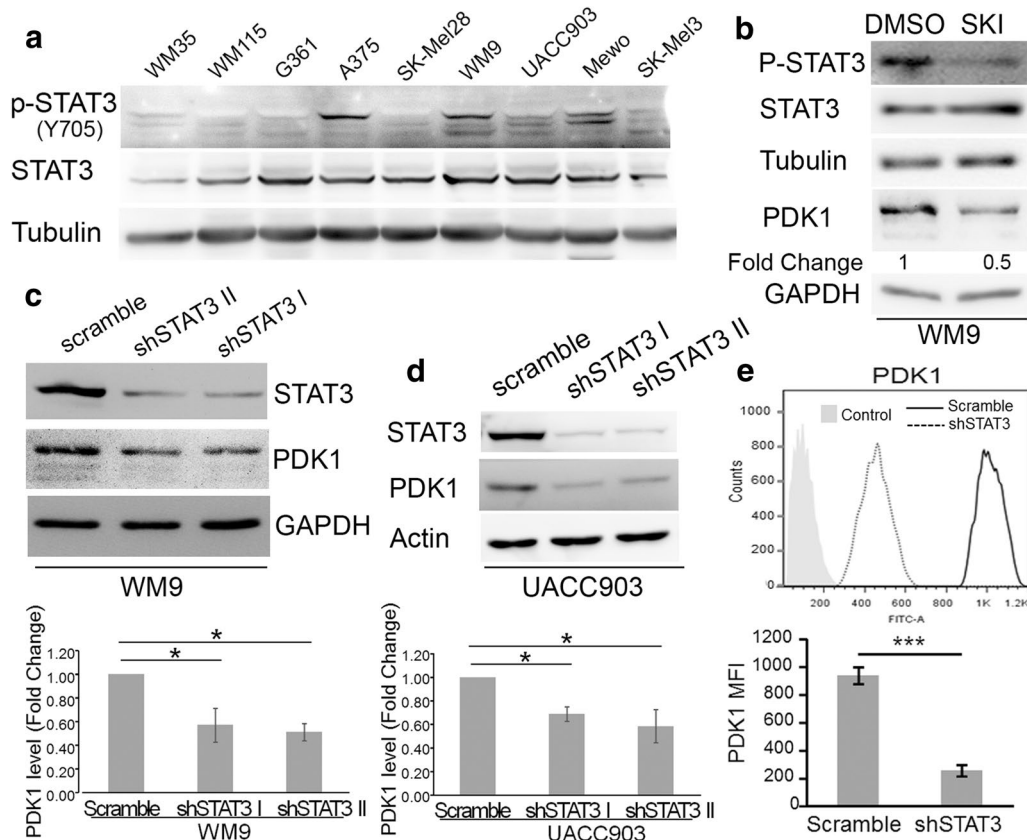 a
WM35 WM115 G361 A375 SK-Mel28 WM9 UACC903 Mewo SK-Mel3
p-STAT3
(Y705)
STAT3
Tubulin
b
DMSO SKI
P-STAT3
STAT3
Tubulin
PDK1
Fold Change 1 0.5
GAPDH
WM9
c
scramble shSTAT3 II shSTAT3 I
STAT3
PDK1
GAPDH
WM9
PDK1 level (Fold Change)
1.20
1.00
0.80
0.60
0.40
0.20
0.00
*
*
Scramble shSTAT3 I shSTAT3 II
WM9
d
scramble shSTAT3 I shSTAT3 II
STAT3
PDK1
Actin
UACC903
PDK1 level (Fold Change)
1.20
1.00
0.80
0.60
0.40
0.20
0.00
*
*
Scramble shSTAT3 I shSTAT3 II
UACC903
e
PDK1
Control Scramble
shSTAT3
Counts
1000
800
600
400
200
0
200 400 600 800 1K 1.2K
FITC-A
PDK1 MFI
1200
1000
800
600
400
200
0
***
Scramble shSTAT3